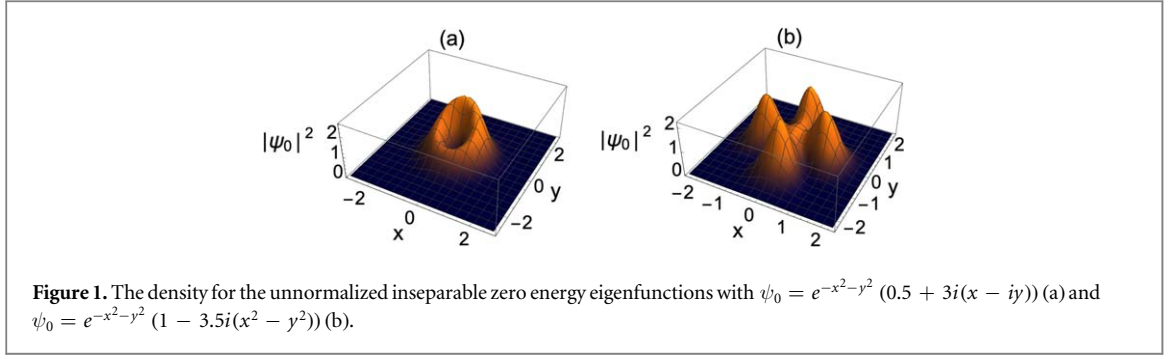 (a)
(b)
|ψ₀|²
2
1
0
−2
0
2
x
2
0
−2
y
|ψ₀|²
2
1
0
−2
−1
0
1
2
x
2
1
0
−1
−2
y
Figure 1. The density for the unnormalized inseparable zero energy eigenfunctions with ψ₀ = e^{−x²−y²} (0.5 + 3i(x − iy)) (a) and
ψ₀ = e^{−x²−y²} (1 − 3.5i(x² − y²)) (b).